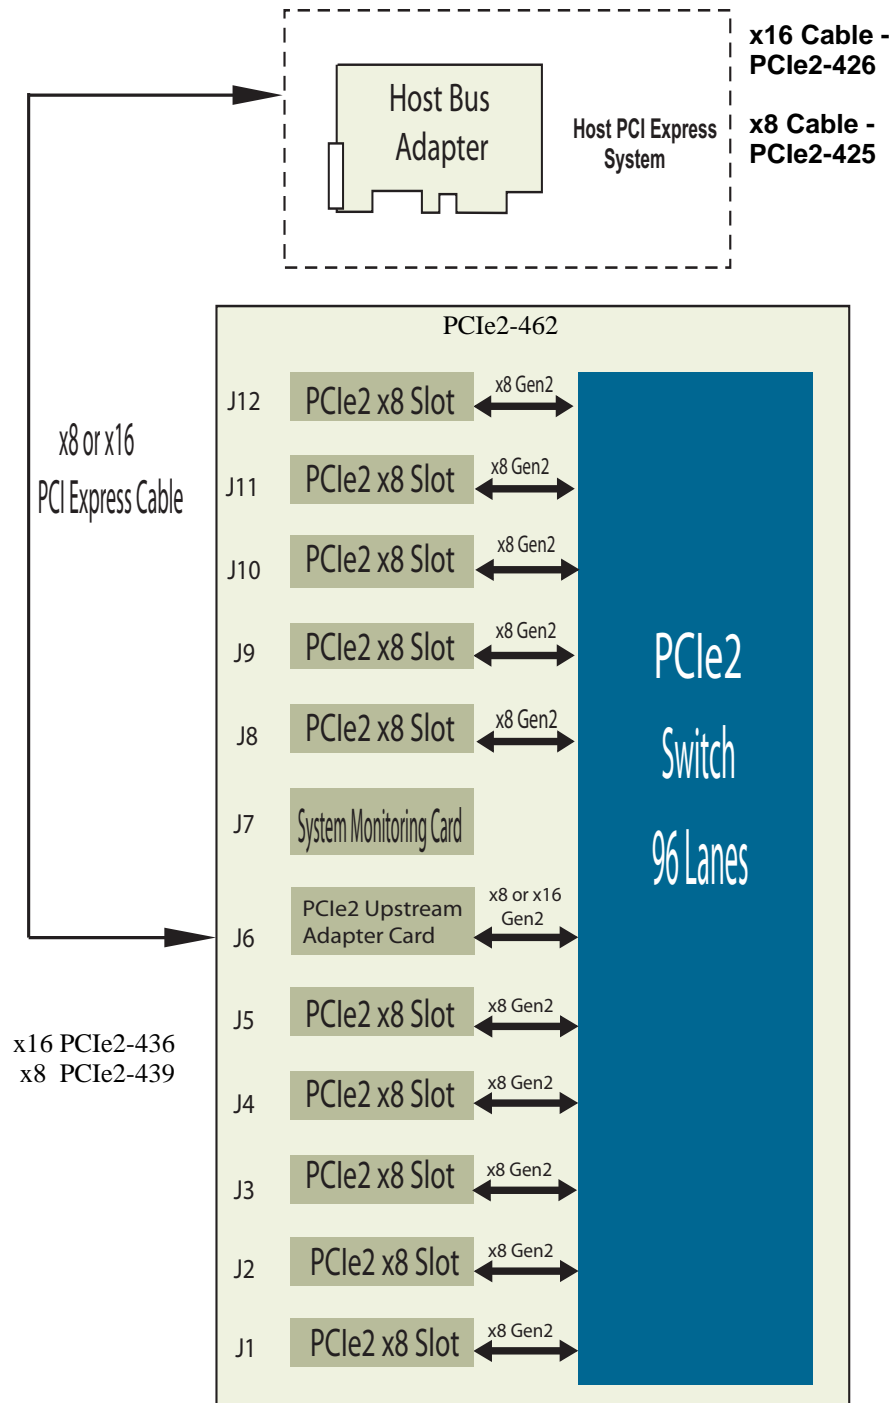 x16 Cable -
PCIe2-426
x8 Cable -
PCIe2-425
Host Bus
Adapter
Host PCI Express
System
PCIe2-462
x8 or x16
PCI Express Cable
J12
PCIe2 x8 Slot
x8 Gen2
J11
PCIe2 x8 Slot
x8 Gen2
J10
PCIe2 x8 Slot
x8 Gen2
J9
PCIe2 x8 Slot
x8 Gen2
J8
PCIe2 x8 Slot
x8 Gen2
J7
System Monitoring Card
J6
PCIe2 Upstream
Adapter Card
x8 or x16
Gen2
J5
PCIe2 x8 Slot
x8 Gen2
J4
PCIe2 x8 Slot
x8 Gen2
J3
PCIe2 x8 Slot
x8 Gen2
J2
PCIe2 x8 Slot
x8 Gen2
J1
PCIe2 x8 Slot
x8 Gen2
PCIe2
Switch
96 Lanes
x16 PCIe2-436
x8 PCIe2-439